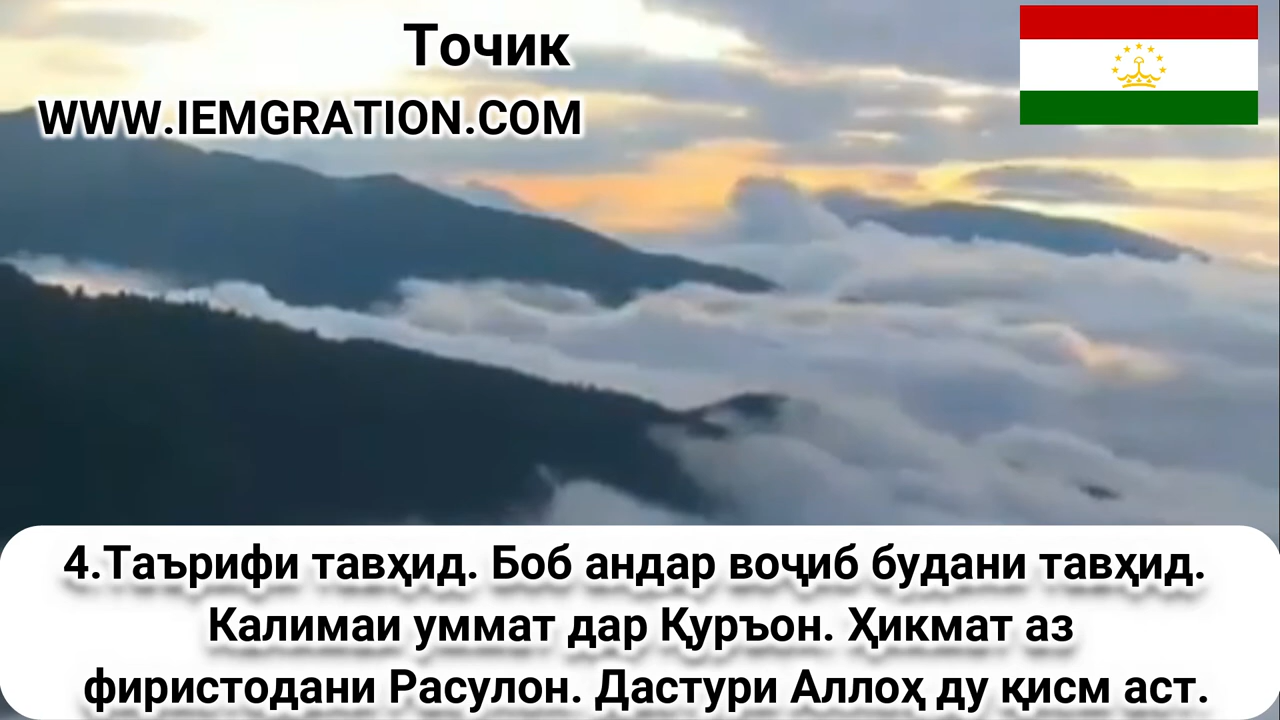 Точик
WWW.IEMGRATION.COM
4.Таърифи тавҳид. Боб андар воҷиб будани тавҳид.
Калимаи уммат дар Қуръон. Ҳикмат аз
фиристодани Расулон. Дастури Аллоҳ ду қисм аст.